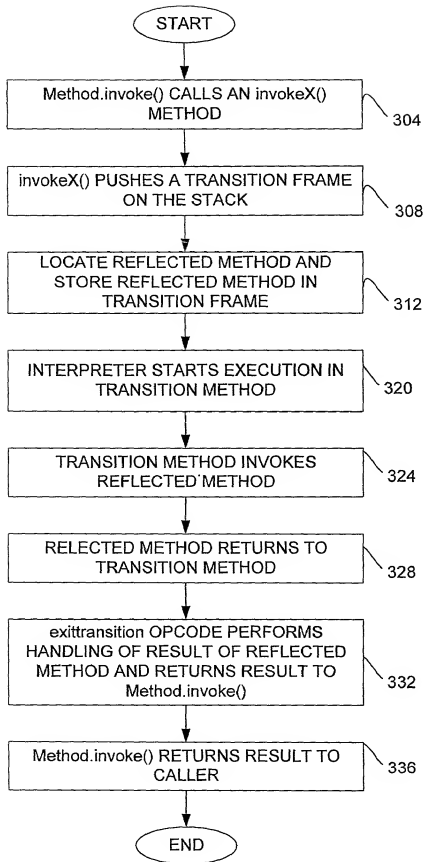 START
Method.invoke() CALLS AN invokeX()
METHOD
304
invokeX() PUSHES A TRANSITION FRAME
ON THE STACK
308
LOCATE REFLECTED METHOD AND
STORE REFLECTED METHOD IN
TRANSITION FRAME
312
INTERPRETER STARTS EXECUTION IN
TRANSITION METHOD
320
TRANSITION METHOD INVOKES
REFLECTED METHOD
324
RELECTED METHOD RETURNS TO
TRANSITION METHOD
328
exittransition OPCODE PERFORMS
HANDLING OF RESULT OF REFLECTED
METHOD AND RETURNS RESULT TO
Method.invoke()
332
Method.invoke() RETURNS RESULT TO
CALLER
336
END